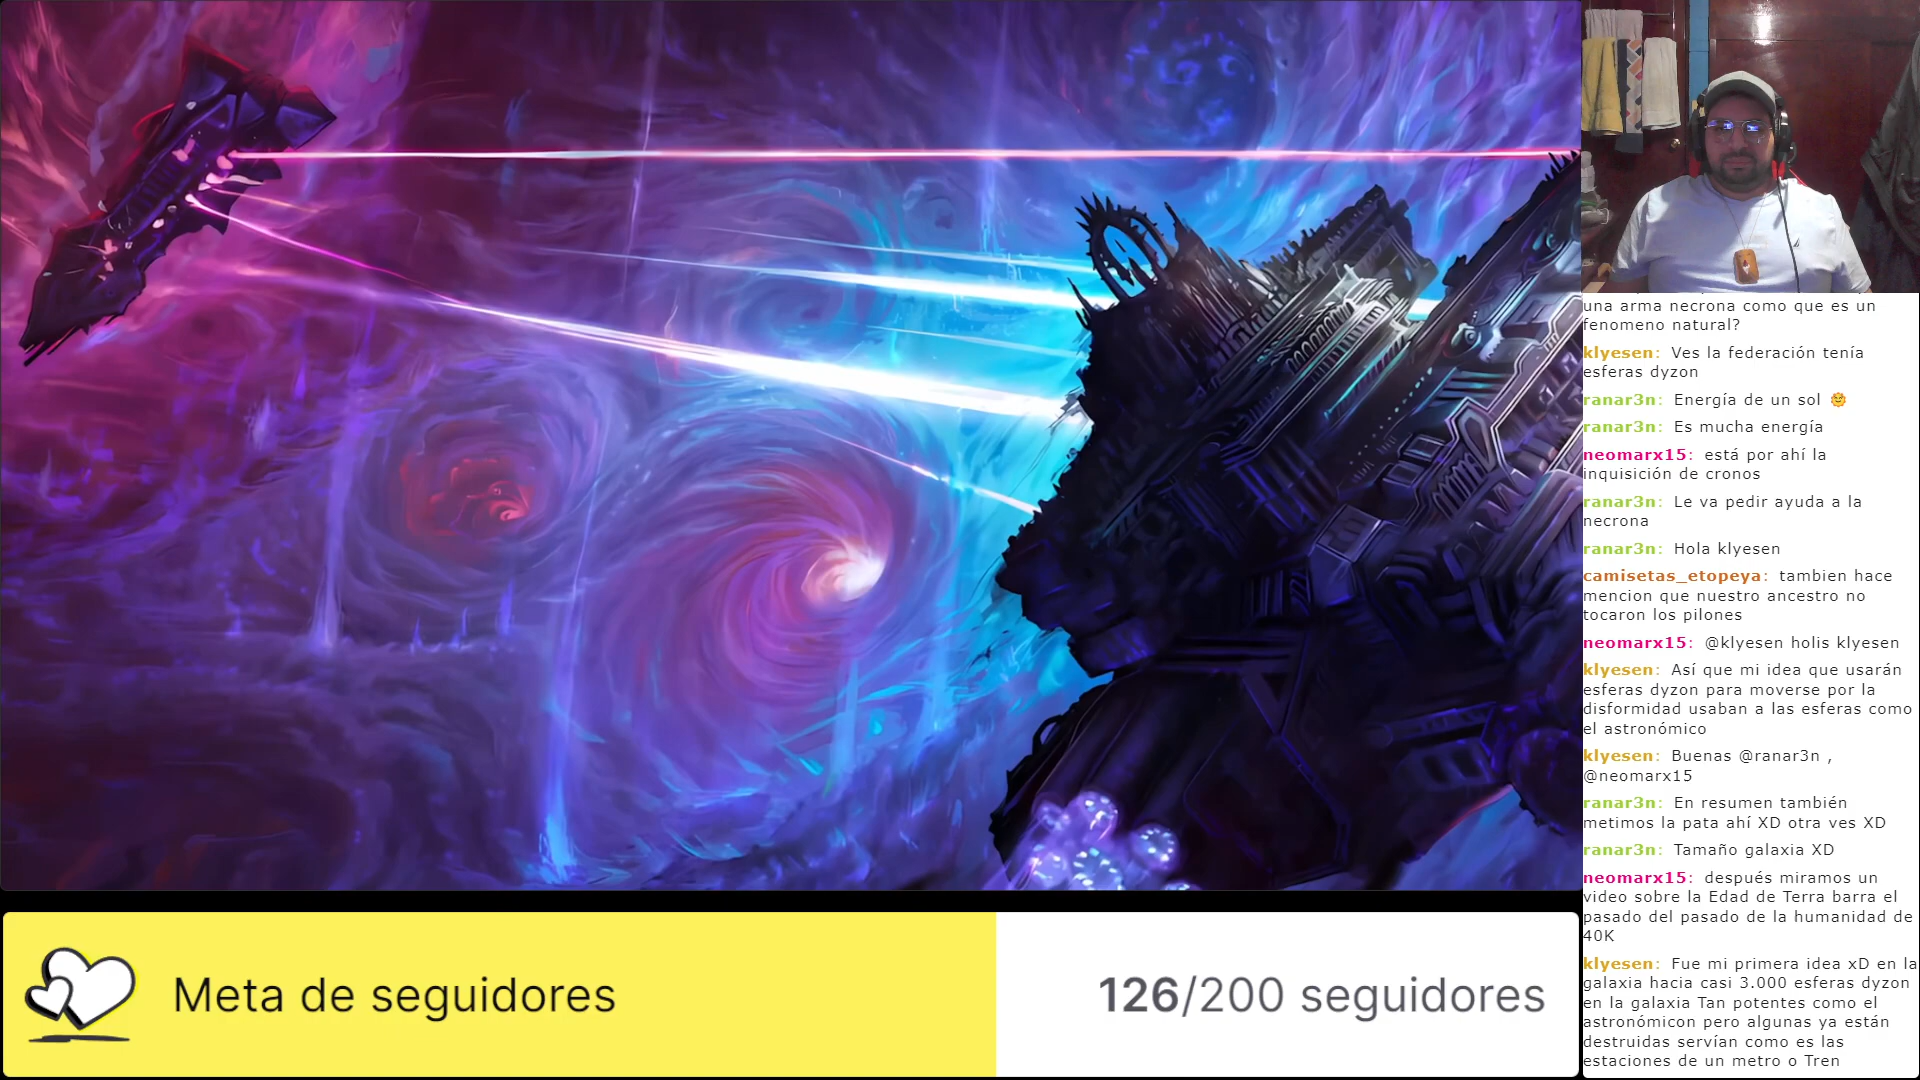 una arma necrona como que es un
fenomeno natural?
klyesen: Ves la federación tenía
esferas dyzon
ranar3n: Energía de un sol 🌞
ranar3n: Es mucha energía
neomarx15: está por ahí la
inquisición de cronos
ranar3n: Le va pedir ayuda a la
necrona
ranar3n: Hola klyesen
camisetas_etopeya: tambien hace
mencion que nuestro ancestro no
tocaron los pilones
neomarx15: @klyesen holis klyesen
klyesen: Así que mi idea que usarán
esferas dyzon para moverse por la
disformidad usaban a las esferas como
el astronómico
klyesen: Buenas @ranar3n ,
@neomarx15
ranar3n: En resumen también
metimos la pata ahí XD otra ves XD
ranar3n: Tamaño galaxia XD
neomarx15: después miramos un
video sobre la Edad de Terra barra el
pasado del pasado de la humanidad de
40K
klyesen: Fue mi primera idea xD en la
galaxia hacia casi 3.000 esferas dyzon
en la galaxia Tan potentes como el
astronómicon pero algunas ya están
destruidas servían como es las
estaciones de un metro o Tren
Meta de seguidores
126/200 seguidores